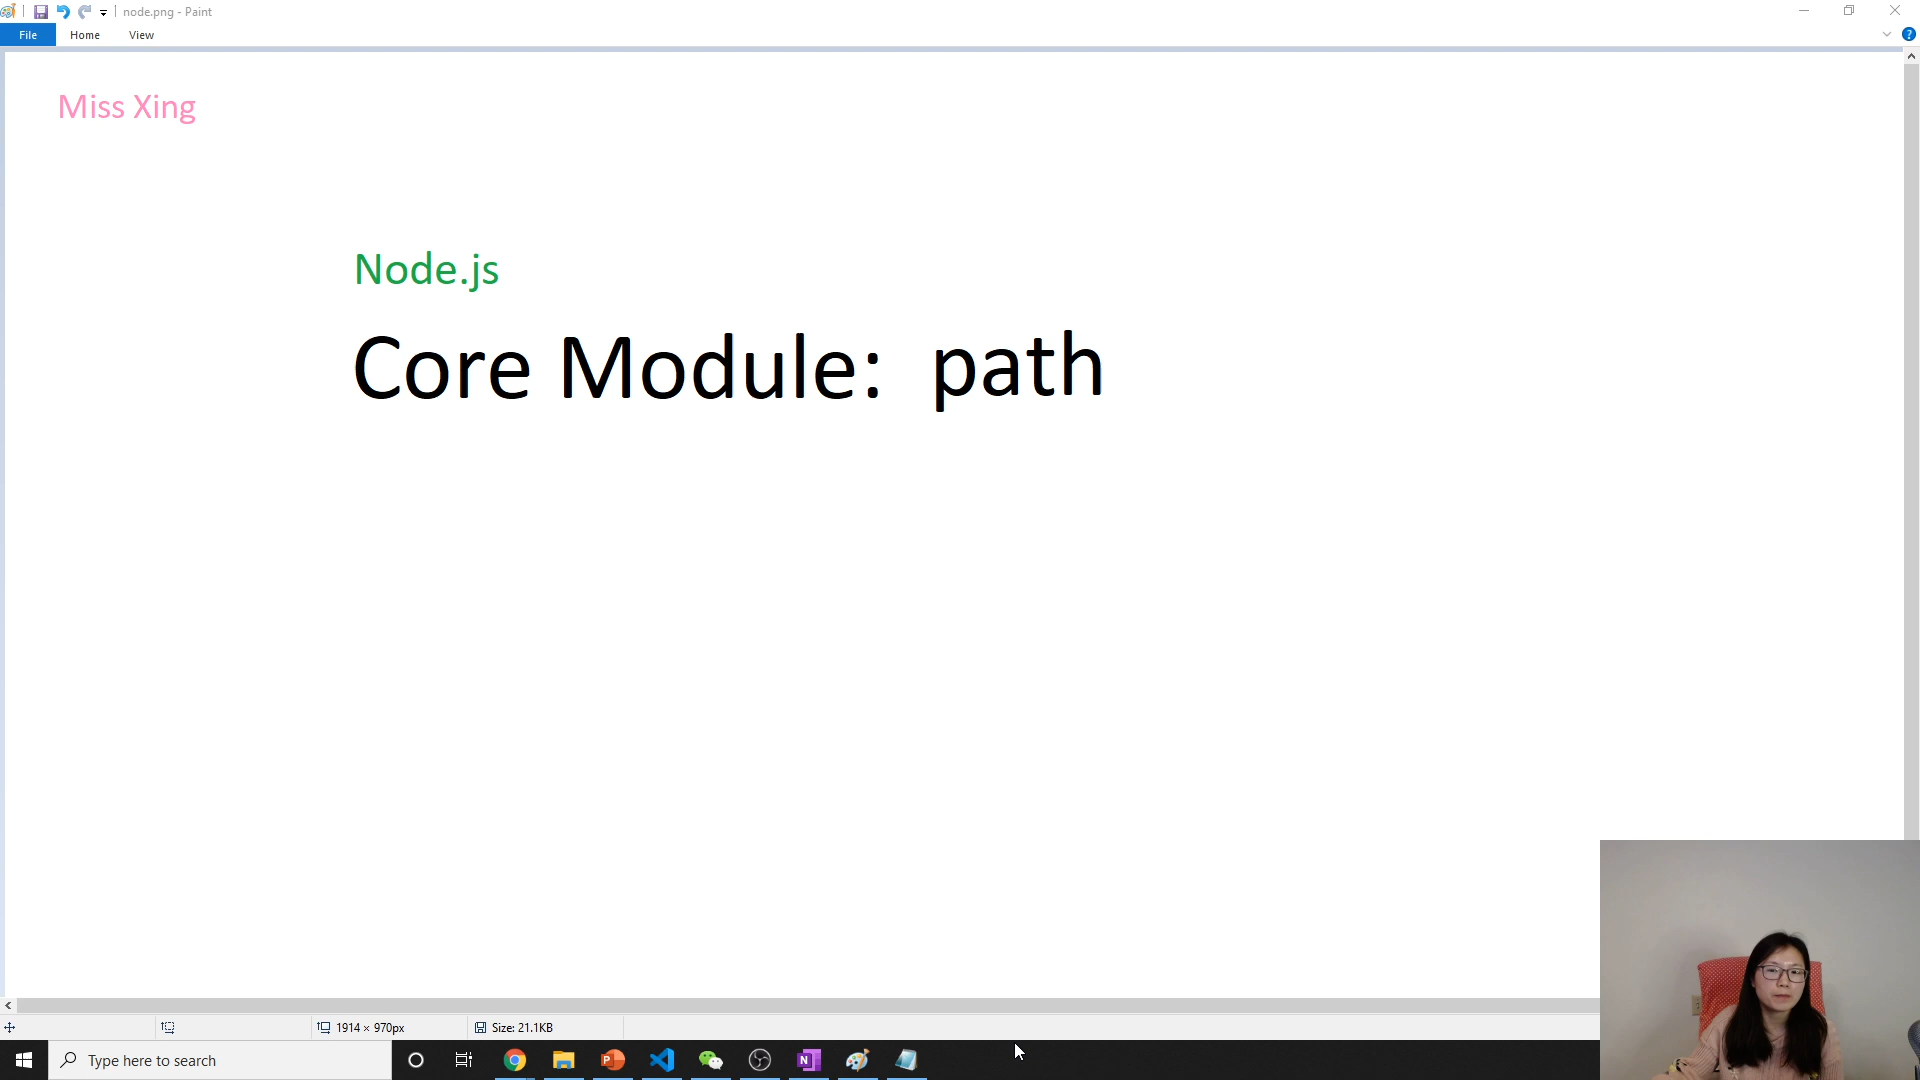 node.png - Paint
File Home View
Miss Xing
Node.js
Core Module: path
1914 × 970px Size: 21.1KB
Type here to search